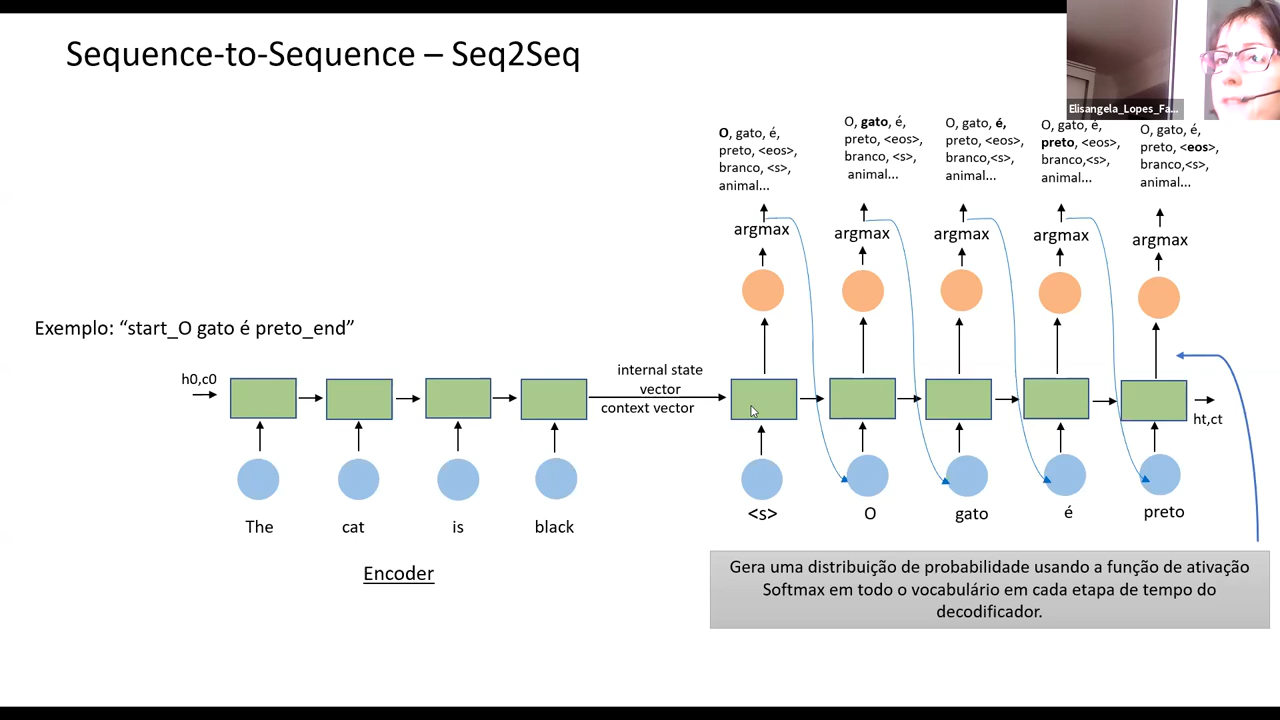 Sequence-to-Sequence – Seq2Seq
Elisangela_Lopes_Fa...
O, gato, é,
preto, <eos>,
branco, <s>,
animal...
O, gato, é,
preto, <eos>,
branco, <s>,
animal...
O, gato, é,
preto, <eos>,
branco,<s>,
animal...
O, gato, é,
preto, <eos>,
branco,<s>,
animal...
O, gato, é,
preto, <eos>,
branco,<s>,
animal...
argmax
argmax
argmax
argmax
argmax
Exemplo: “start_O gato é preto_end”
h0,c0
internal state
vector
context vector
ht,ct
The
cat
is
black
<s>
O
gato
é
preto
Encoder
Gera uma distribuição de probabilidade usando a função de ativação
Softmax em todo o vocabulário em cada etapa de tempo do
decodificador.